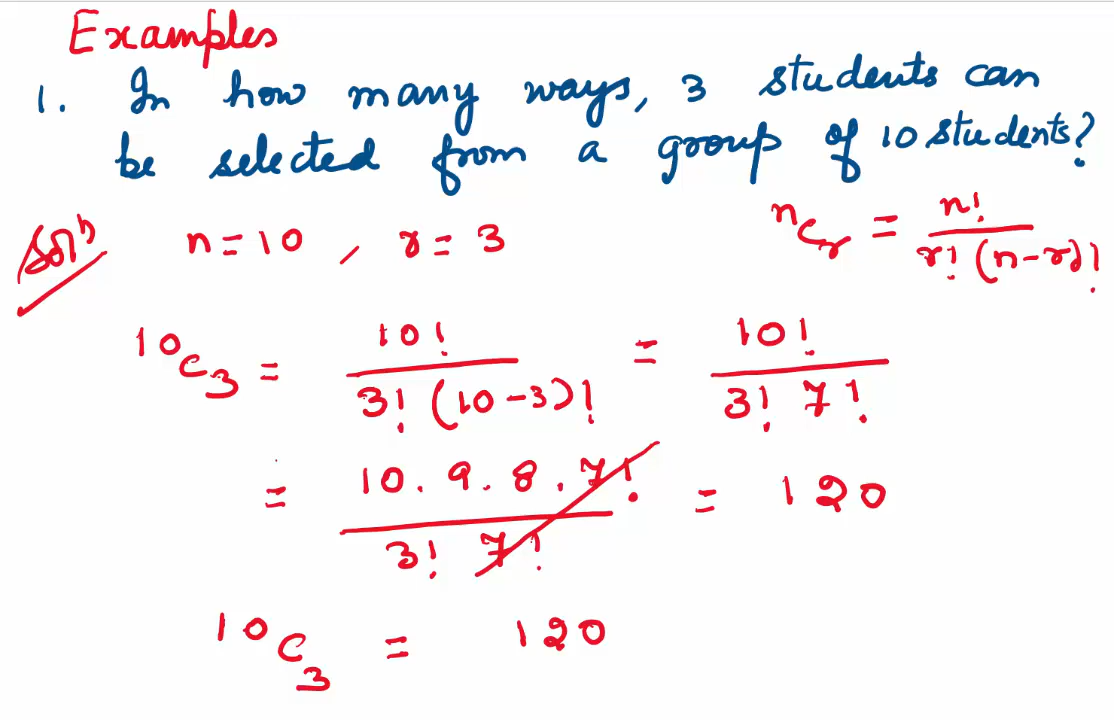 Examples
1. In how many ways, 3 students can
be selected from a group of 10 students?
Solⁿ n = 10 , r = 3 ⁿCᵣ = n! / r! (n-r)!
¹⁰C₃ = 10! / 3! (10-3)! = 10! / 3! 7!
= 10. 9. 8. 7! / 3! 7! = 120
¹⁰C₃ = 120